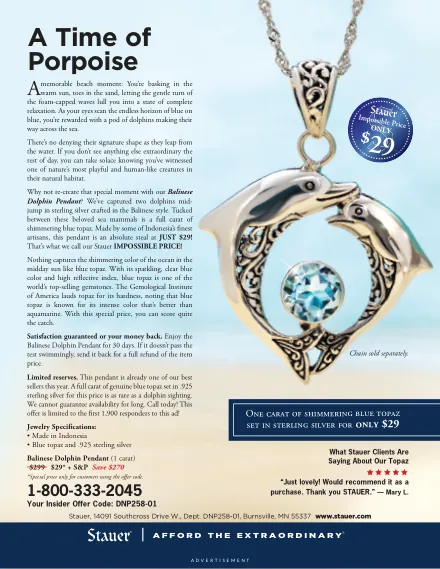 A Time of
Porpoise
A memorable beach moment: You're basking in the
warm sun, toes in the sand, letting the gentle turn of
the foam-capped waves lull you into a state of complete
relaxation. As your eyes scan the endless horizon of blue on
blue, you're rewarded with a pod of dolphins making their
way across the sea.
There's no denying their signature shape as they leap from
the water. If you don't see anything else extraordinary the
rest of day, you can take solace knowing you've witnessed
one of nature's most playful and human-like creatures in
their natural habitat.
Why not re-create that special moment with our Balinese
Dolphin Pendant? We've captured two dolphins mid-
jump in sterling silver crafted in the Balinese style. Tucked
between these beloved sea mammals is a full carat of
shimmering blue topaz. Made by some of Indonesia's finest
artisans, this pendant is an absolute steal at JUST $29!
That's what we call our Stauer IMPOSSIBLE PRICE!
Nothing captures the shimmering color of the ocean in the
midday sun like blue topaz. With its sparkling, clear blue
color and high reflective index, blue topaz is one of the
world's top-selling gemstones. The Gemological Institute
of America lauds topaz for its hardness, noting that blue
topaz is known for its intense color that's better than
aquamarine. With this special price, you can score quite
the catch.
Satisfaction guaranteed or your money back. Enjoy the
Balinese Dolphin Pendant for 30 days. If it doesn't pass the
test swimmingly, send it back for a full refund of the item
price.
Limited reserves. This pendant is already one of our best
sellers this year. A full carat of genuine blue topaz set in .925
sterling silver for this price is as rare as a dolphin sighting.
We cannot guarantee availability for long. Call today! This
offer is limited to the first 1,900 responders to this ad!
Jewelry Specifications:
• Made in Indonesia
• Blue topaz and .925 sterling silver
Balinese Dolphin Pendant (1 carat)
$299 $29* + S&P Save $270
*Special price only for customers using the offer code.
1-800-333-2045
Your Insider Offer Code: DNP258-01
Stauer
Impossible Price
ONLY
$29
Chain sold separately.
One carat of shimmering blue topaz
set in sterling silver for only $29
What Stauer Clients Are
Saying About Our Topaz
★★★★★
"Just lovely! Would recommend it as a
purchase. Thank you STAUER." — Mary L.
Stauer, 14091 Southcross Drive W., Dept. DNP258-01, Burnsville, MN 55337 www.stauer.com
Stauer® | AFFORD THE EXTRAORDINARY®
ADVERTISEMENT